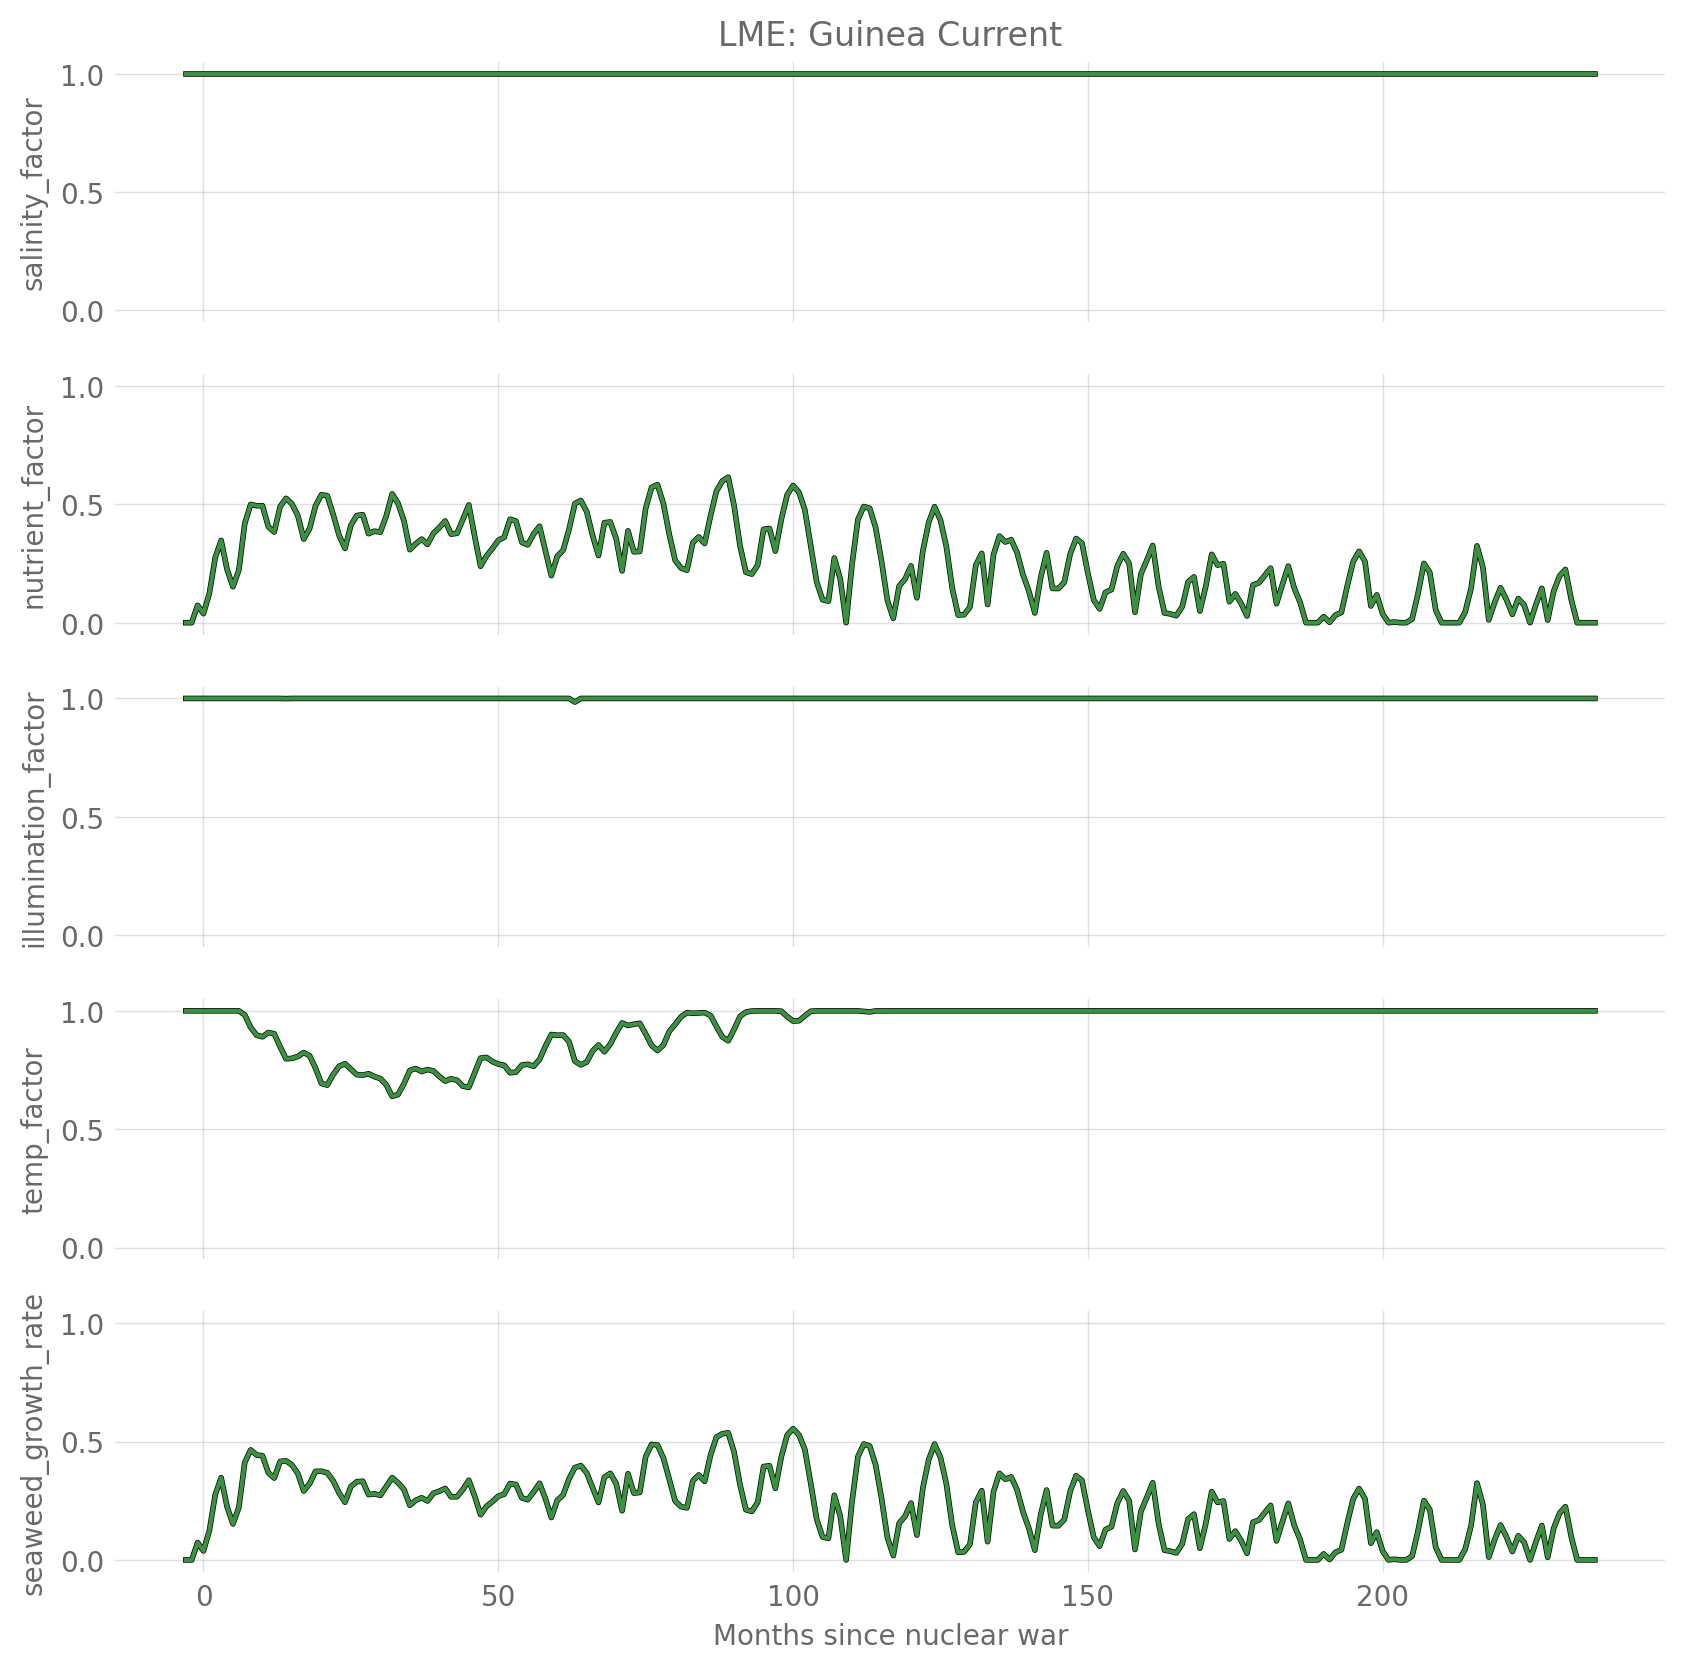 LME: Guinea Current
salinity_factor
1.0
0.5
0.0
nutrient_factor
1.0
0.5
0.0
illumination_factor
1.0
0.5
0.0
temp_factor
1.0
0.5
0.0
seaweed_growth_rate
1.0
0.5
0.0
0 50 100 150 200
Months since nuclear war